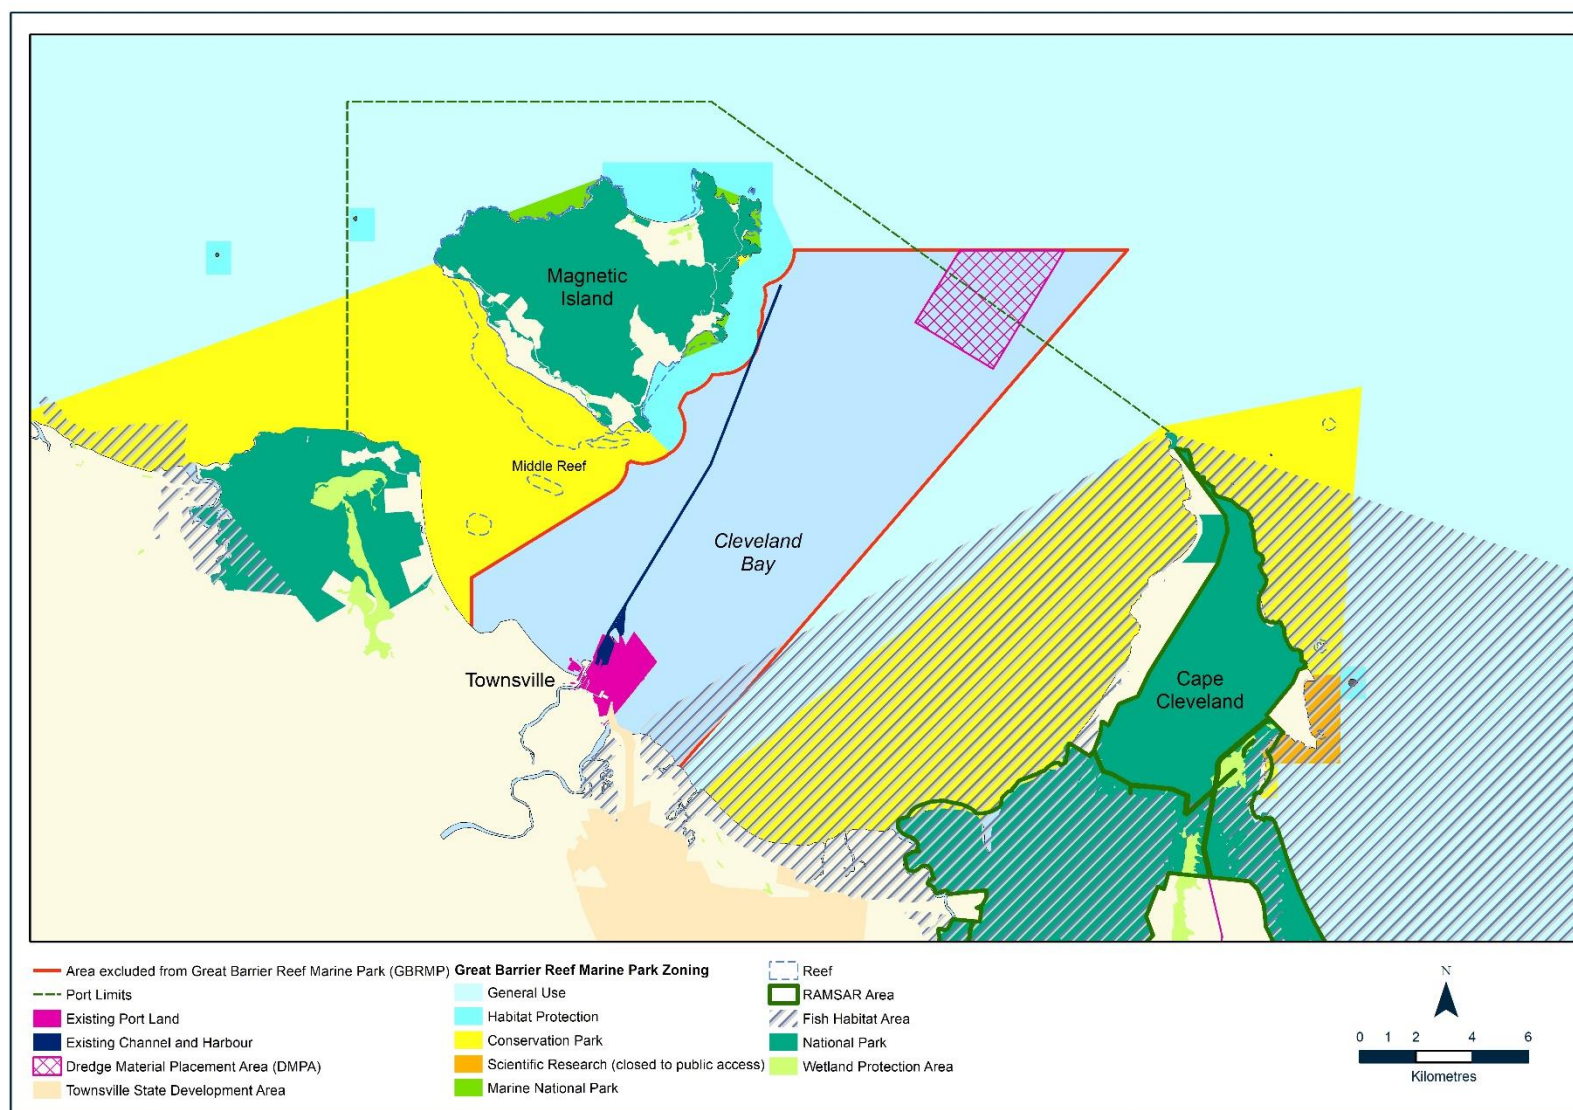 Magnetic
Island
Middle Reef
Cleveland
Bay
Townsville
Cape
Cleveland
Area excluded from Great Barrier Reef Marine Park (GBRMP)
Port Limits
Existing Port Land
Existing Channel and Harbour
Dredge Material Placement Area (DMPA)
Townsville State Development Area
Great Barrier Reef Marine Park Zoning
General Use
Habitat Protection
Conservation Park
Scientific Research (closed to public access)
Marine National Park
Reef
RAMSAR Area
Fish Habitat Area
National Park
Wetland Protection Area
N
0 1 2 4 6
Kilometres